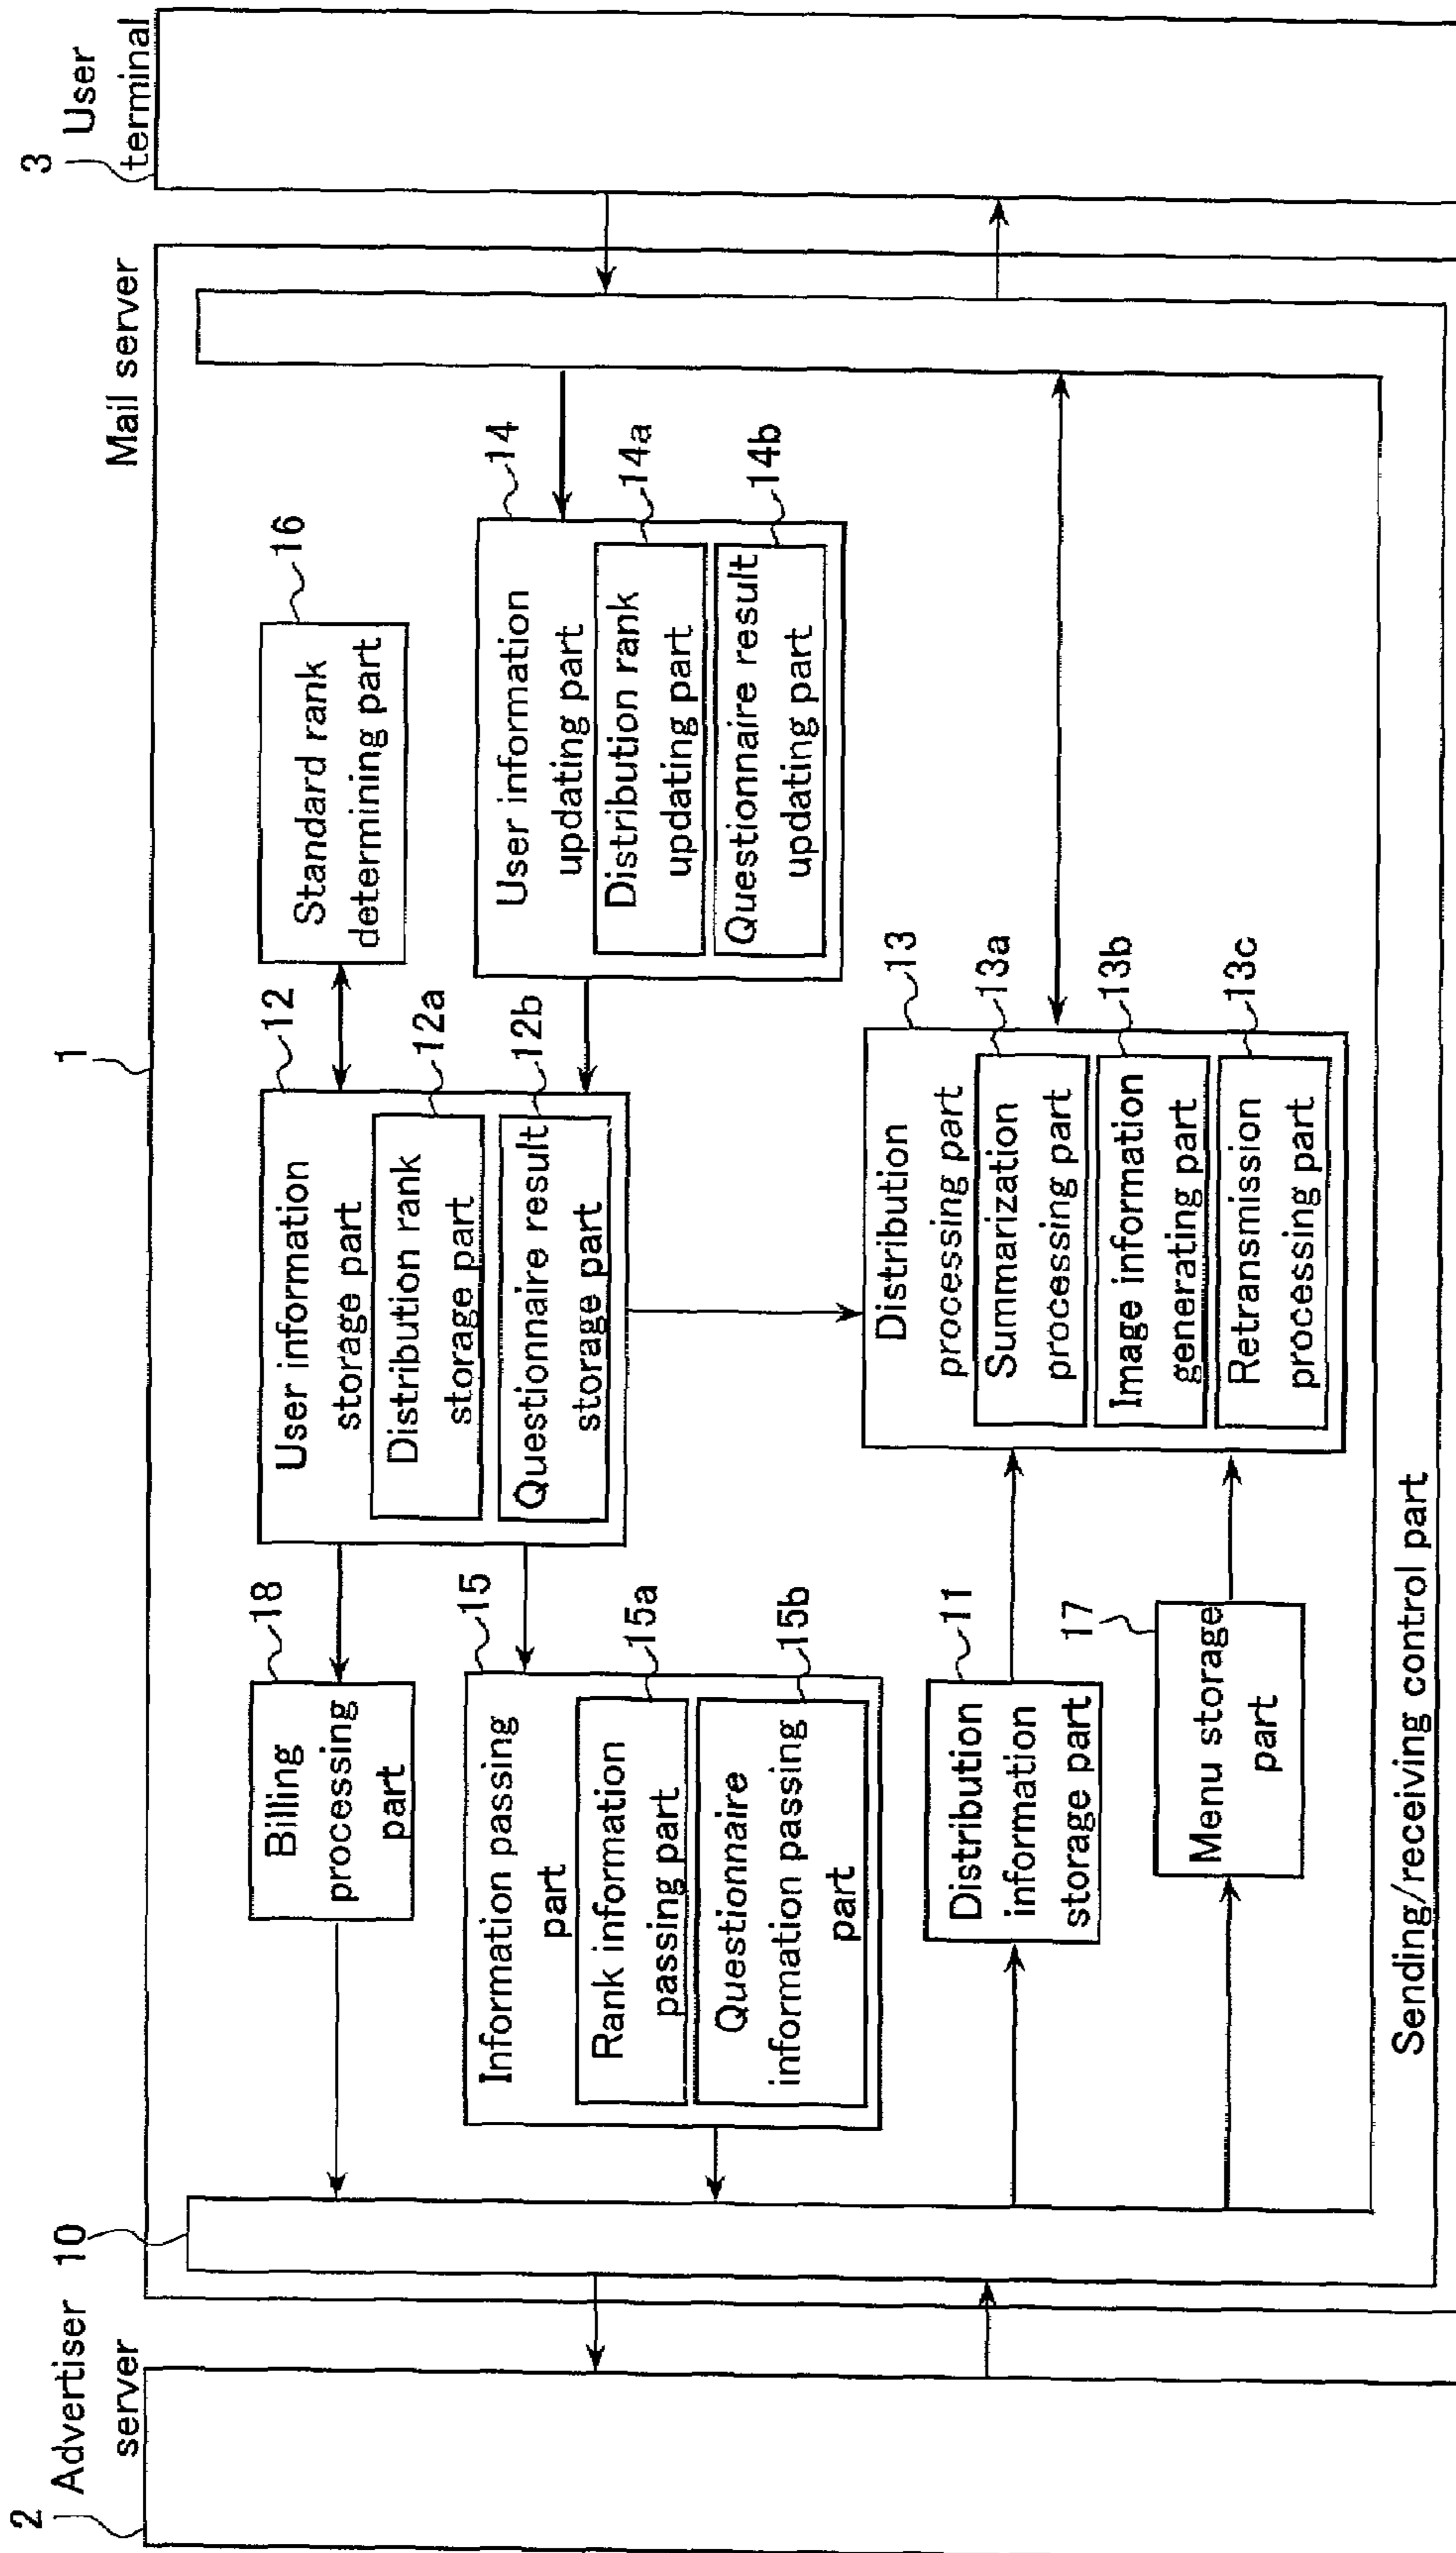 2
Advertiser
server
10
1
Mail server
3
User
terminal
18
Billing
processing
part
12
User information
storage part
12a
Distribution rank
storage part
12b
Questionnaire result
storage part
16
Standard rank
determining part
15
Information passing
part
15a
Rank information
passing part
15b
Questionnaire
information passing
part
14
User information
updating part
14a
Distribution rank
updating part
14b
Questionnaire result
updating part
11
Distribution
information
storage part
17
Menu storage
part
13
Distribution
processing part
13a
Summarization
processing part
13b
Image information
generating part
13c
Retransmission
processing part
Sending/receiving control part